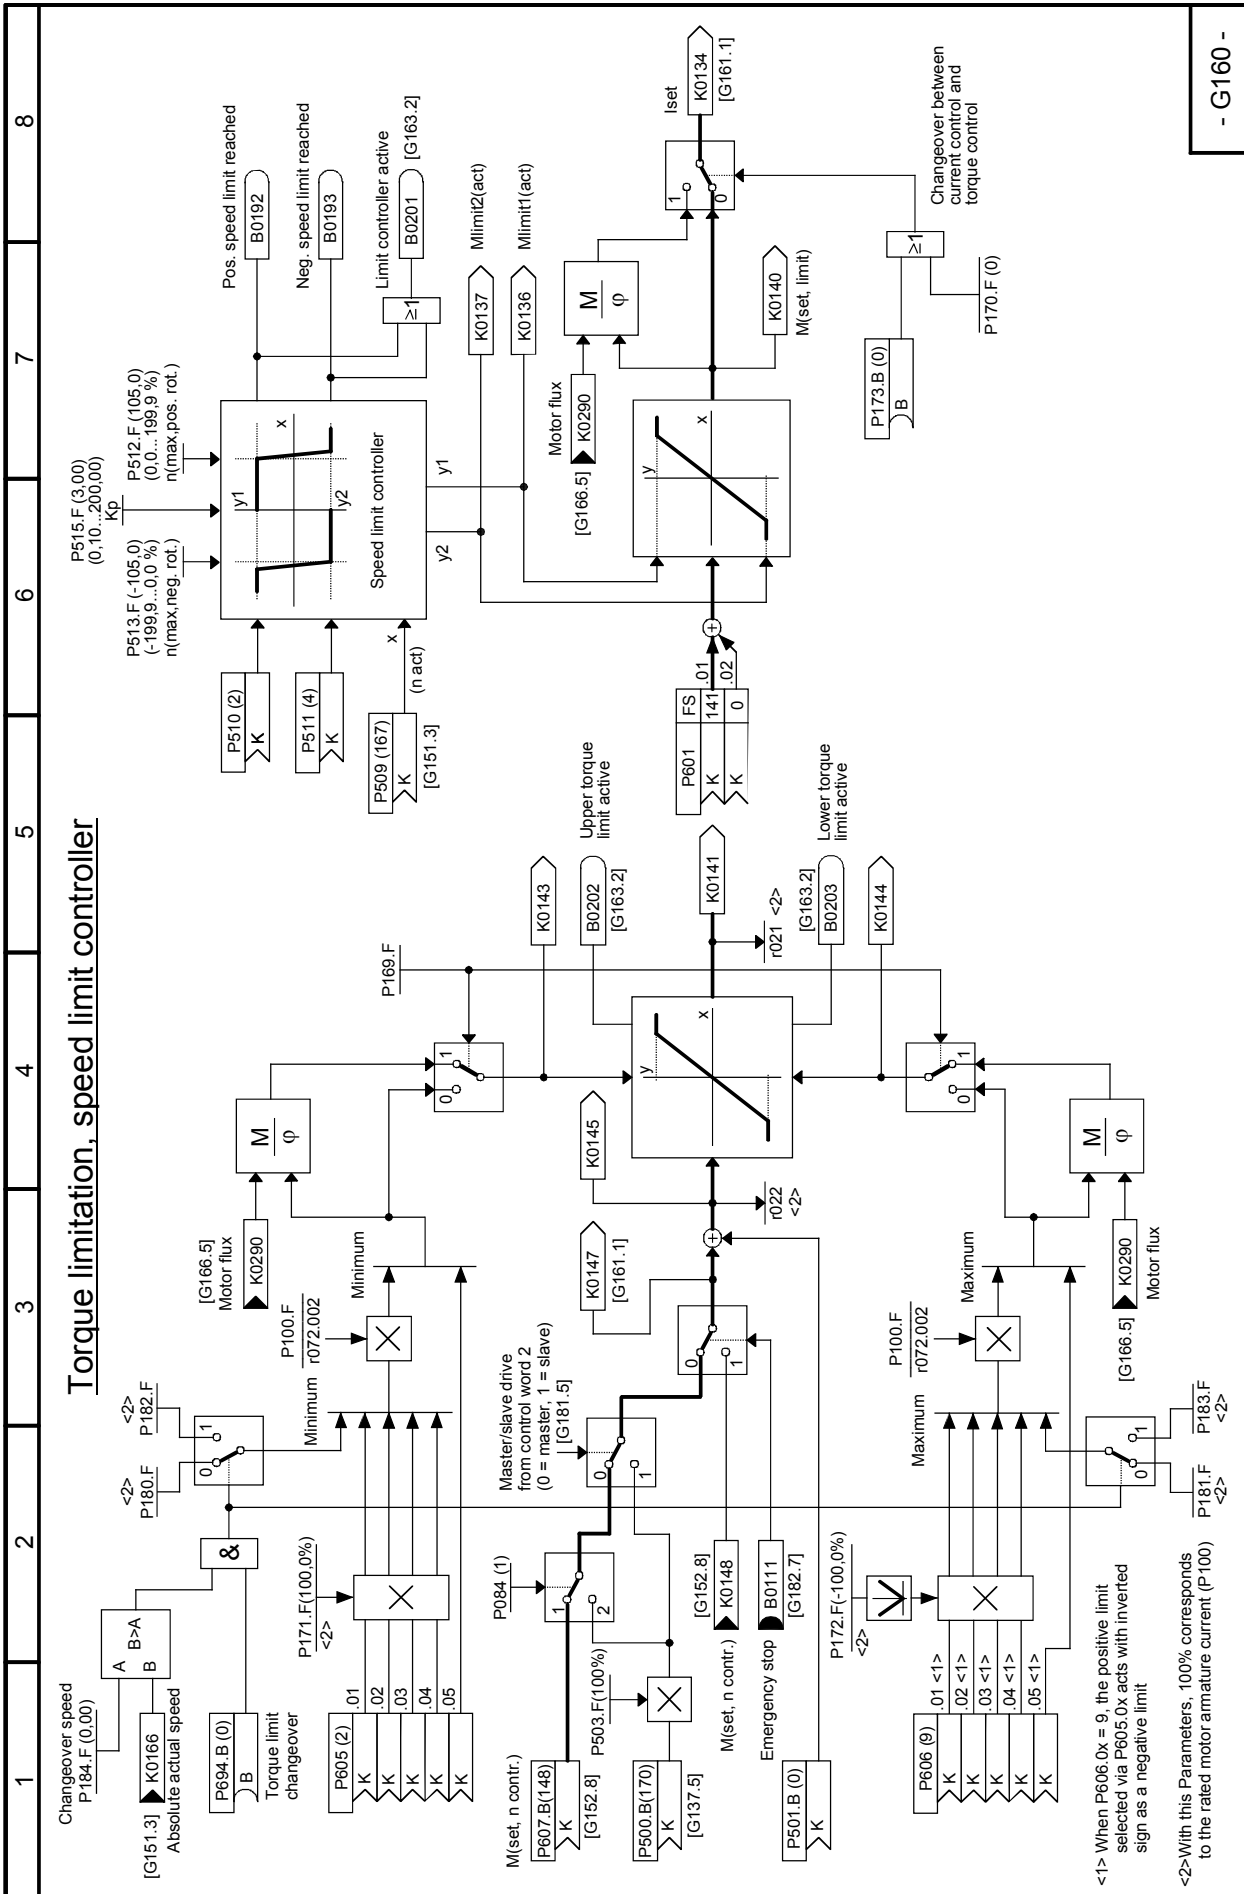 Torque limitation, speed limit controller
1
2
3
4
5
6
7
8
Changeover speed
P184.F (0,00)
[G151.3]
K0166
Absolute actual speed
A
B
B>A
P694.B (0)
B
Torque limit
changeover
&
<2>
P180.F
<2>
P182.F
0
1
P605 (2)
K
K
K
K
K
.01
.02
.03
.04
.05
P171.F(100,0%)
<2>
Minimum
P100.F
r072.002
Minimum
[G166.5]
Motor flux
K0290
M
φ
P169.F
0
1
K0143
M(set, n contr.)
P607.B(148)
K
[G152.8]
P500.B(170)
K
[G137.5]
P503.F(100%)
P084 (1)
1
2
Master/slave drive
from control word 2
(0 = master, 1 = slave)
[G181.5]
0
1
[G152.8]
K0148
M(set, n contr.)
Emergency stop
B0111
[G182.7]
0
1
K0147
[G161.1]
P501.B (0)
K
K0145
r022
<2>
y
x
B0202
[G163.2]
Upper torque
limit active
K0141
r021 <2>
[G163.2]
B0203
Lower torque
limit active
K0144
P606 (9)
K
K
K
K
K
.01 <1>
.02 <1>
.03 <1>
.04 <1>
.05 <1>
P172.F(-100,0%)
<2>
Maximum
P100.F
r072.002
Maximum
[G166.5]
K0290
Motor flux
M
φ
0
1
0
1
P181.F
<2>
P183.F
<2>
<1> When P606.0x = 9, the positive limit
selected via P605.0x acts with inverted
sign as a negative limit
<2>With this Parameters, 100% corresponds
to the rated motor armature current (P100)
P510 (2)
K
P511 (4)
K
P509 (167)
K
[G151.3]
x
(n act)
P513.F (-105,0)
(-199,9...0,0 %)
n(max,neg. rot.)
P515.F (3,00)
(0,10...200,00)
Kp
P512.F (105,0)
(0,0...199,9 %)
n(max,pos. rot.)
y1
y2
x
Speed limit controller
y2
y1
Pos. speed limit reached
B0192
Neg. speed limit reached
B0193
Limit controller active
B0201
[G163.2]
≥1
K0137
Mlimit2(act)
K0136
Mlimit1(act)
P601
FS
K
141
K
0
.01
.02
y
x
Motor flux
K0290
[G166.5]
M
φ
K0140
M(set, limit)
1
0
Iset
K0134
[G161.1]
P173.B (0)
B
P170.F (0)
≥1
Changeover between
current control and
torque control
- G160 -